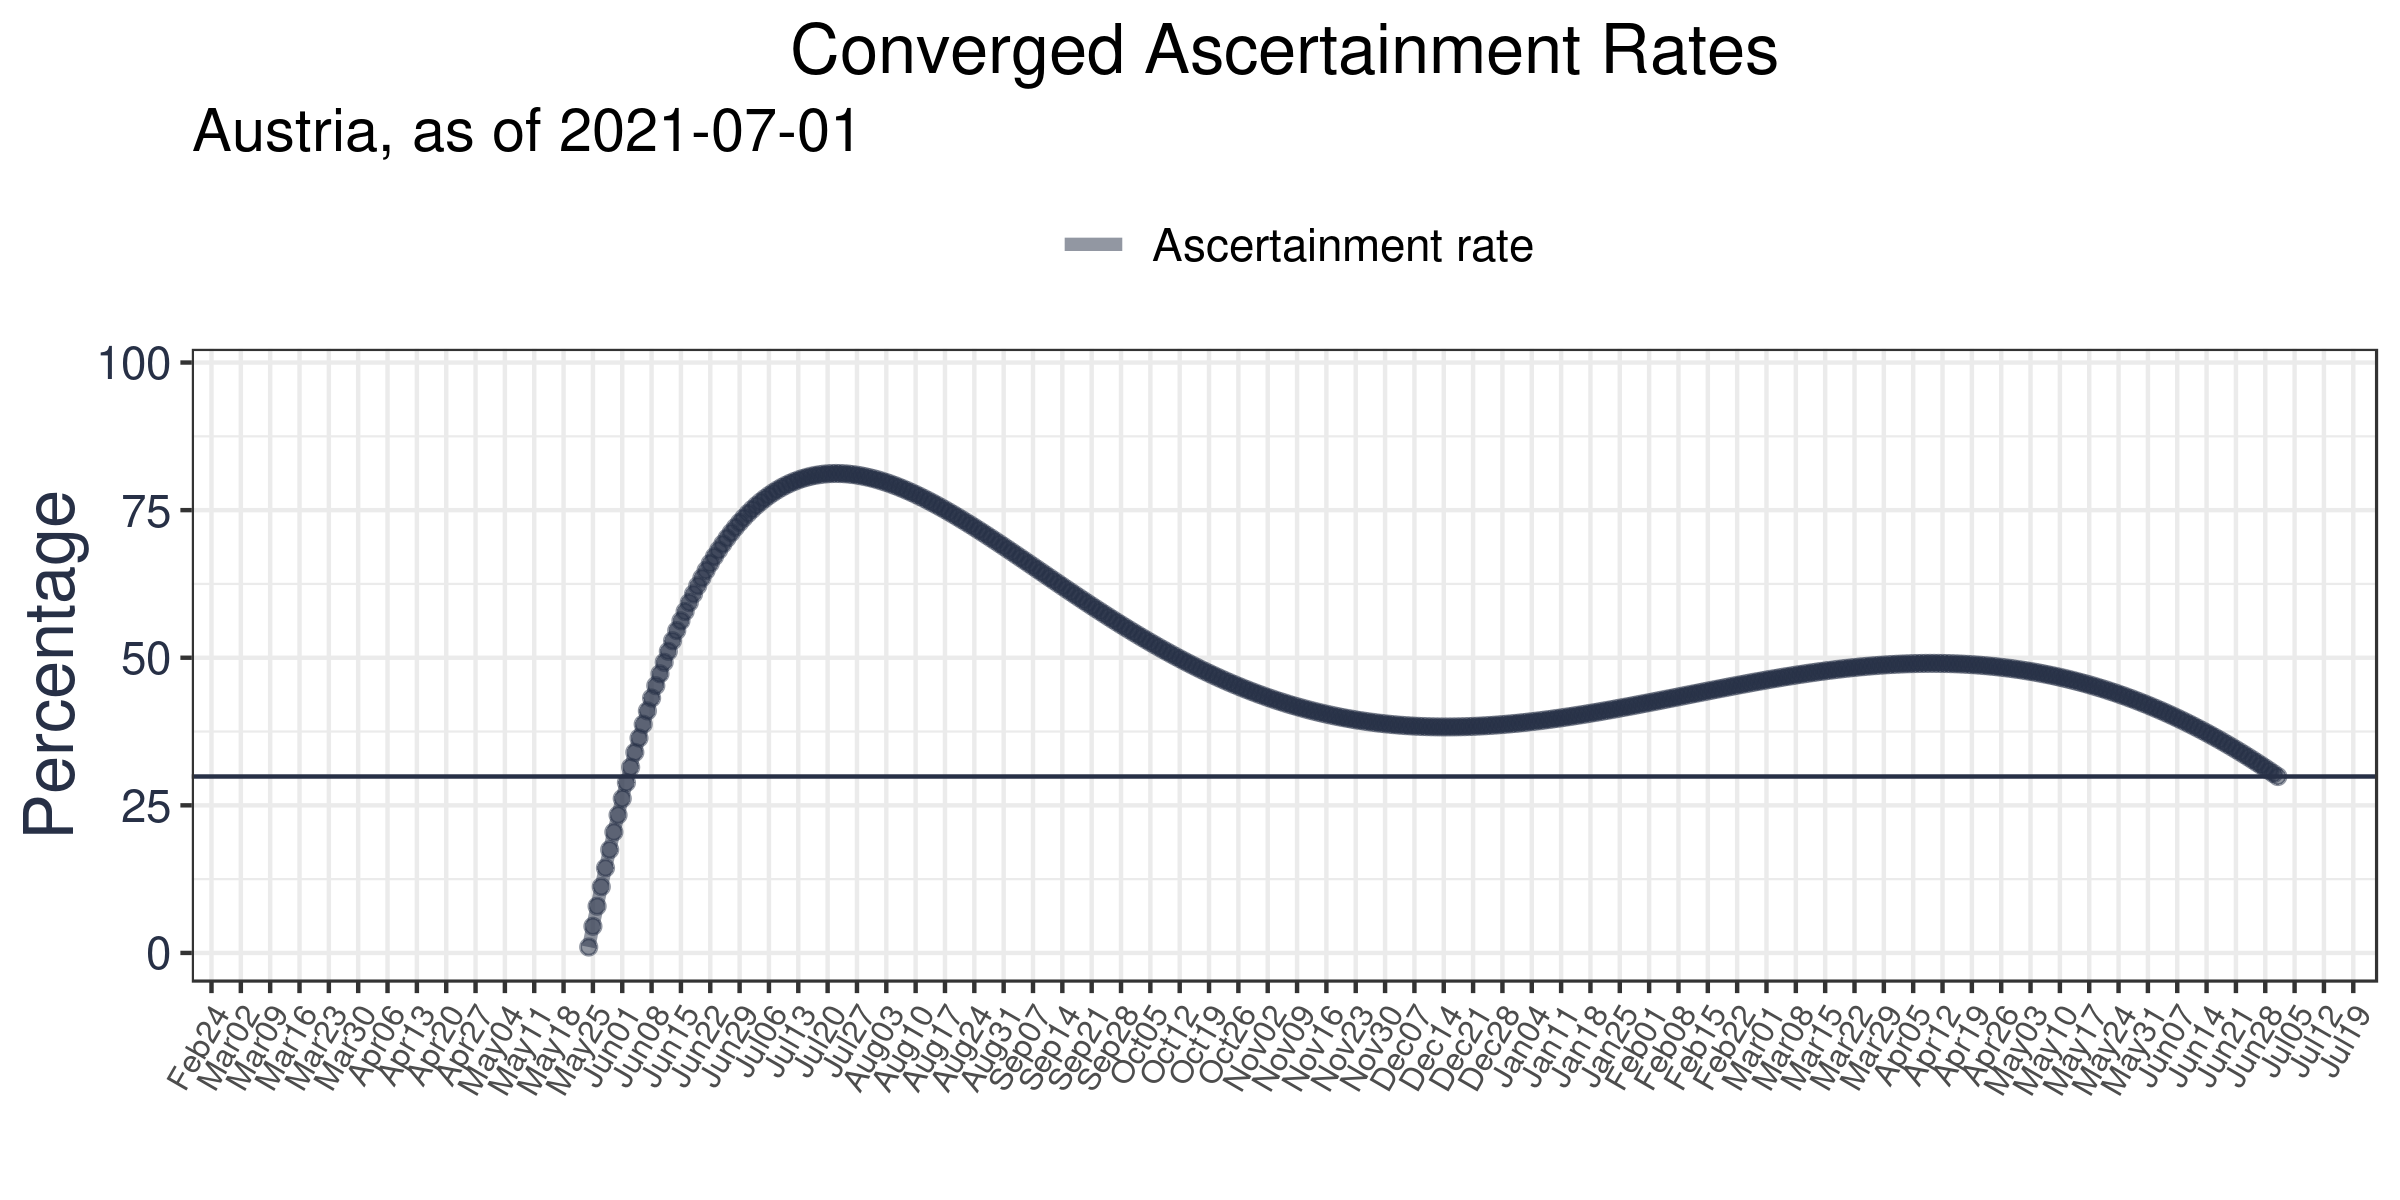 Converged Ascertainment Rates
Austria, as of 2021-07-01
Ascertainment rate
Percentage
100
75
50
25
0
Feb24 Mar02 Mar09 Mar16 Mar23 Mar30 Apr06 Apr13 Apr20 Apr27 May04 May11 May18 May25 Jun01 Jun08 Jun15 Jun22 Jun29 Jul06 Jul13 Jul20 Jul27 Aug03 Aug10 Aug17 Aug24 Aug31 Sep07 Sep14 Sep21 Sep28 Oct05 Oct12 Oct19 Oct26 Nov02 Nov09 Nov16 Nov23 Nov30 Dec07 Dec14 Dec21 Dec28 Jan04 Jan11 Jan18 Jan25 Feb01 Feb08 Feb15 Feb22 Mar01 Mar08 Mar15 Mar22 Mar29 Apr05 Apr12 Apr19 Apr26 May03 May10 May17 May24 May31 Jun07 Jun14 Jun21 Jun28 Jul05 Jul12 Jul19